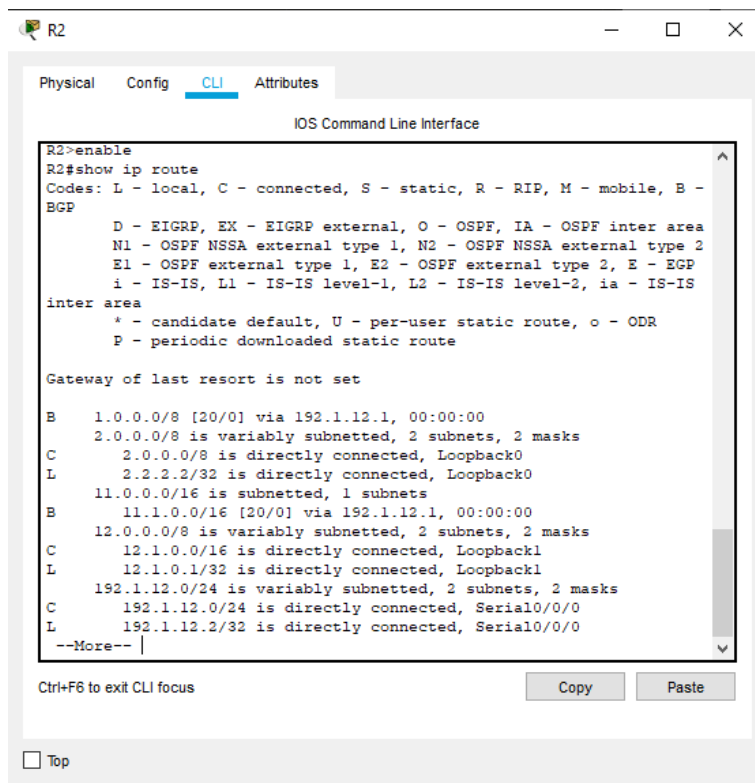 R2
Physical Config CLI Attributes
IOS Command Line Interface
R2>enable
R2#show ip route
Codes: L - local, C - connected, S - static, R - RIP, M - mobile, B -
BGP
       D - EIGRP, EX - EIGRP external, O - OSPF, IA - OSPF inter area
       N1 - OSPF NSSA external type 1, N2 - OSPF NSSA external type 2
       E1 - OSPF external type 1, E2 - OSPF external type 2, E - EGP
       i - IS-IS, L1 - IS-IS level-1, L2 - IS-IS level-2, ia - IS-IS
inter area
       * - candidate default, U - per-user static route, o - ODR
       P - periodic downloaded static route
Gateway of last resort is not set
B    1.0.0.0/8 [20/0] via 192.1.12.1, 00:00:00
     2.0.0.0/8 is variably subnetted, 2 subnets, 2 masks
C       2.0.0.0/8 is directly connected, Loopback0
L       2.2.2.2/32 is directly connected, Loopback0
     11.0.0.0/16 is subnetted, 1 subnets
B       11.1.0.0/16 [20/0] via 192.1.12.1, 00:00:00
     12.0.0.0/8 is variably subnetted, 2 subnets, 2 masks
C       12.1.0.0/16 is directly connected, Loopback1
L       12.1.0.1/32 is directly connected, Loopback1
     192.1.12.0/24 is variably subnetted, 2 subnets, 2 masks
C       192.1.12.0/24 is directly connected, Serial0/0/0
L       192.1.12.2/32 is directly connected, Serial0/0/0
 --More--
Ctrl+F6 to exit CLI focus Copy Paste
Top